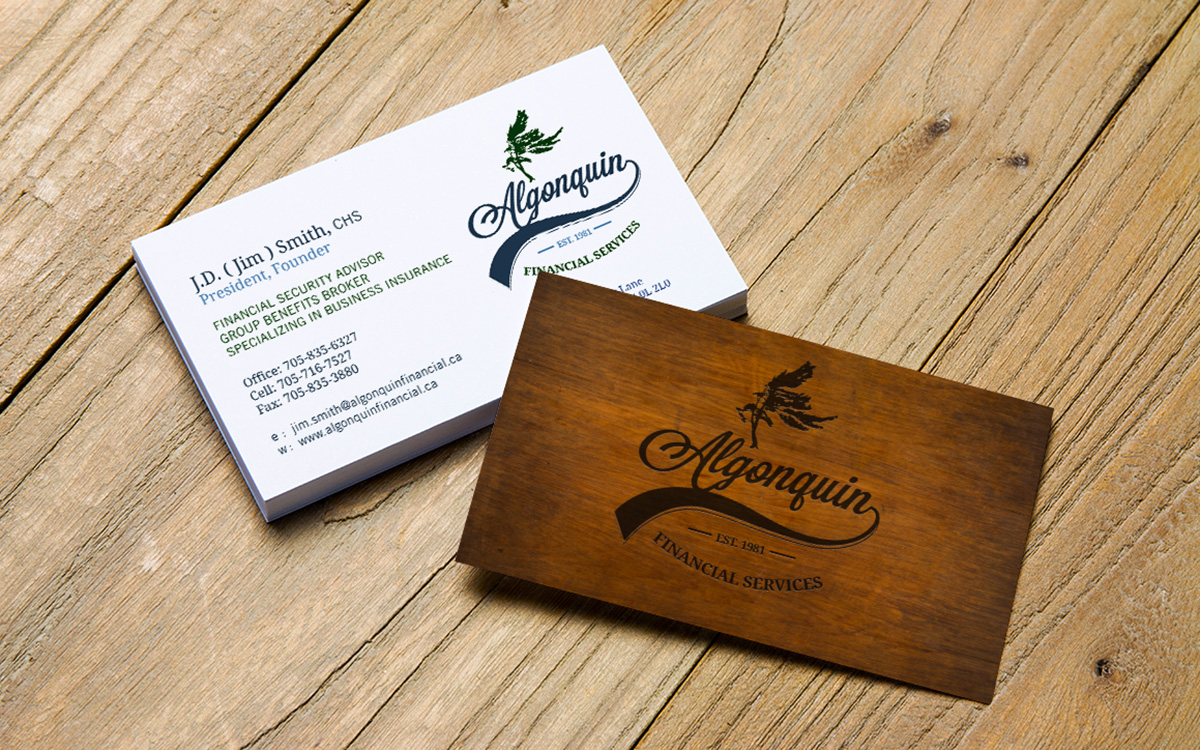 J.D. ( Jim ) Smith, CHS
President, Founder
FINANCIAL SECURITY ADVISOR
GROUP BENEFITS BROKER
SPECIALIZING IN BUSINESS INSURANCE
Office: 705-835-6327
Cell: 705-716-7527
Fax: 705-835-3880
e : jim.smith@algonquinfinancial.ca
w: www.algonquinfinancial.ca
Algonquin
EST. 1981
FINANCIAL SERVICES
Lane
2L0
Algonquin
EST. 1981
FINANCIAL SERVICES